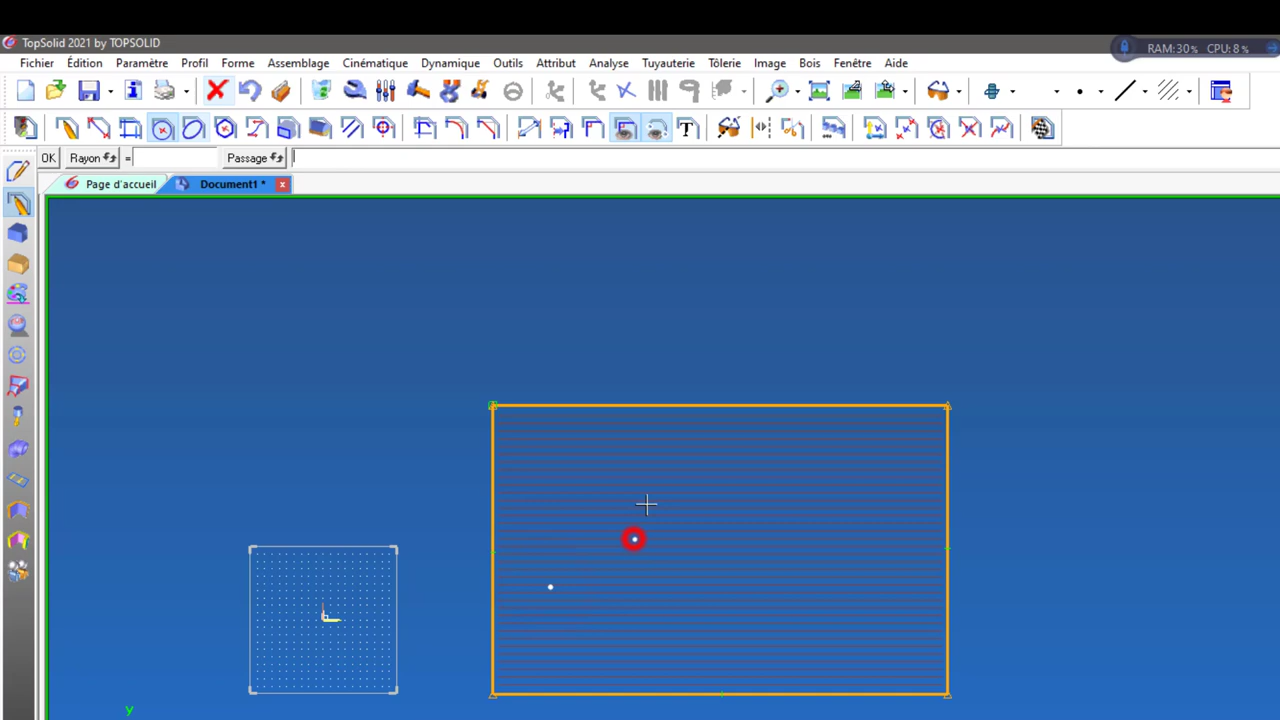 TopSolid 2021 by TOPSOLID
RAM:30% CPU:8%
Fichier Édition Paramètre Profil Forme Assemblage Cinématique Dynamique Outils Attribut Analyse Tuyauterie Tôlerie Image Bois Fenêtre Aide
OK Rayon = Passage
Page d'accueil Document1 * x
y